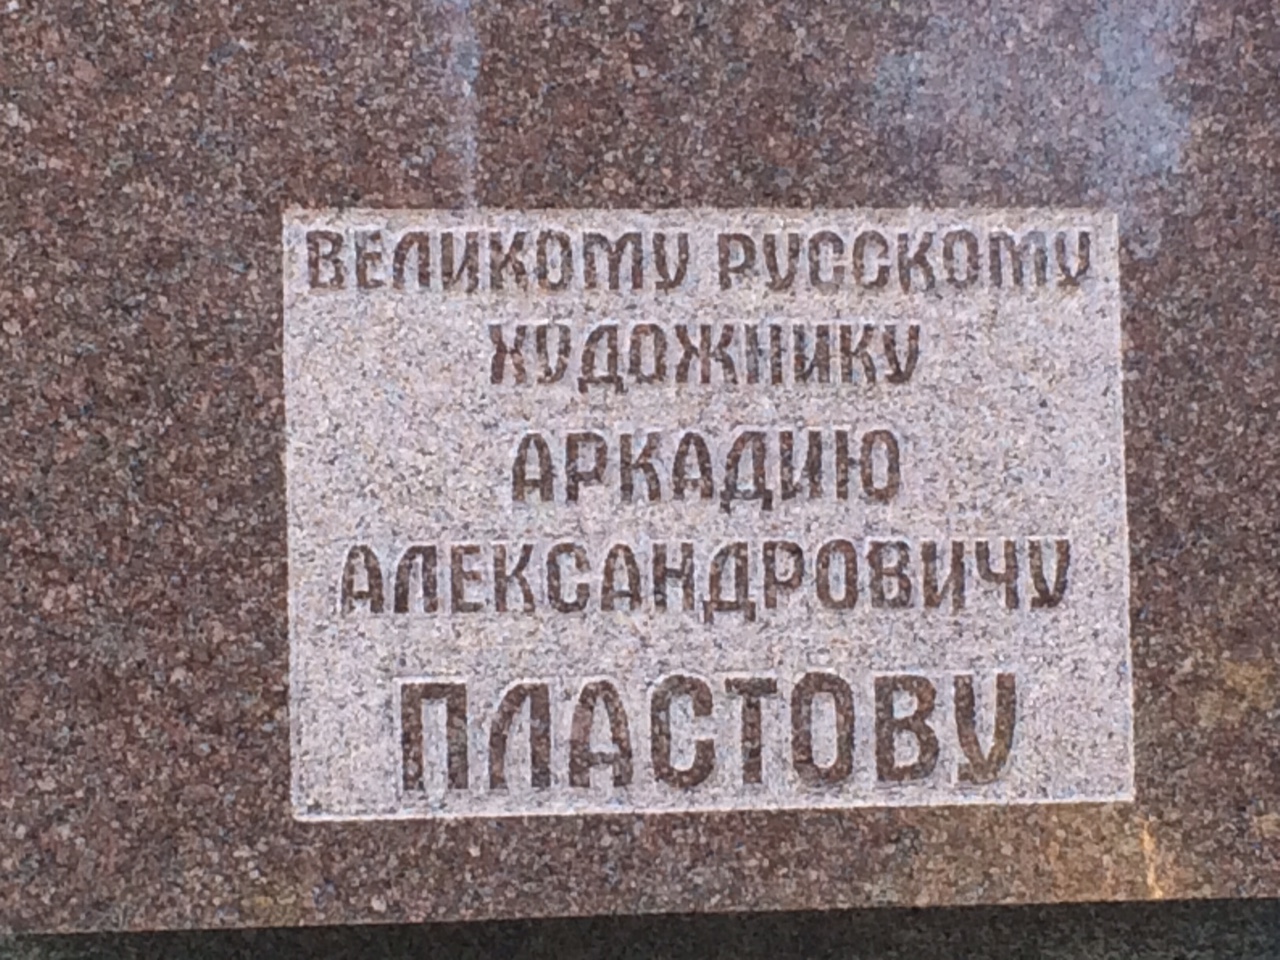 ВЕЛИКОМУ РУССКОМУ
ХУДОЖНИКУ
АРКАДИЮ
АЛЕКСАНДРОВИЧУ
ПЛАСТОВУ